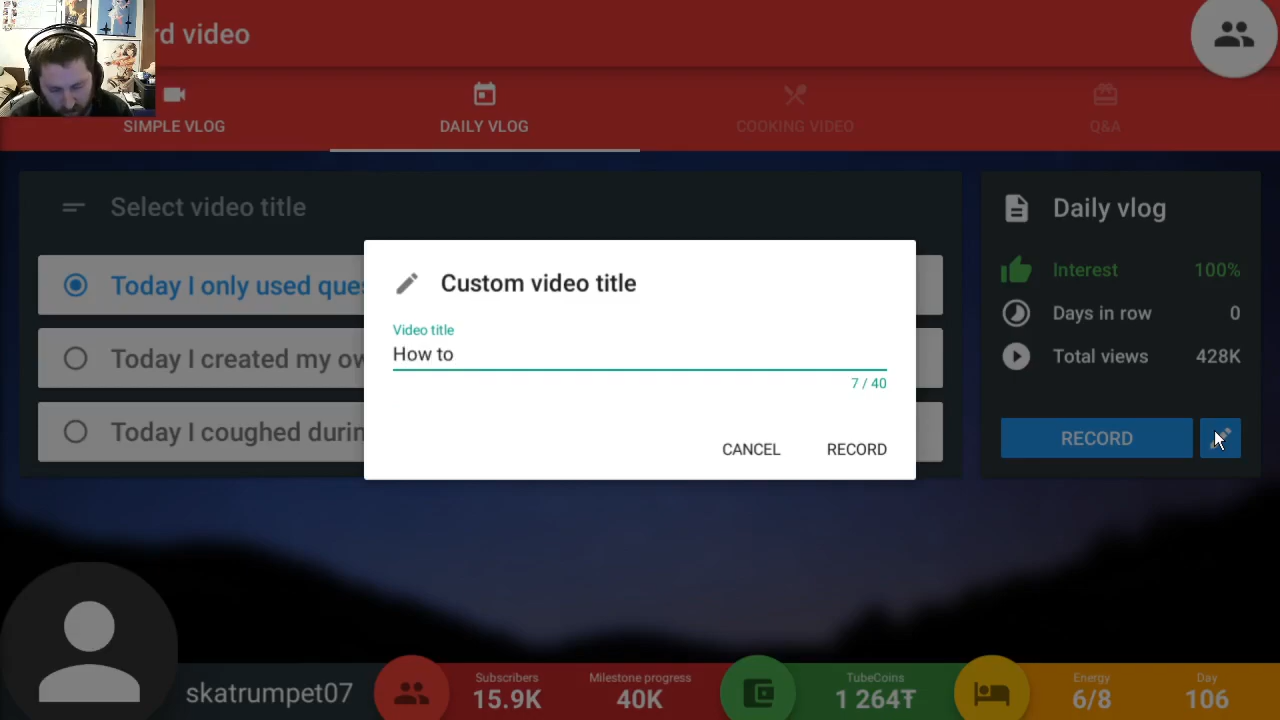 rd video
SIMPLE VLOG
DAILY VLOG
COOKING VIDEO
Q&A
Select video title
Today I only used que
Today I created my ow
Today I coughed durin
Custom video title
Video title
How to
7 / 40
CANCEL
RECORD
Daily vlog
Interest 100%
Days in row 0
Total views 428K
RECORD
skatrumpet07
Subscribers
15.9K
Milestone progress
40K
TubeCoins
1 264Ŧ
Energy
6/8
Day
106